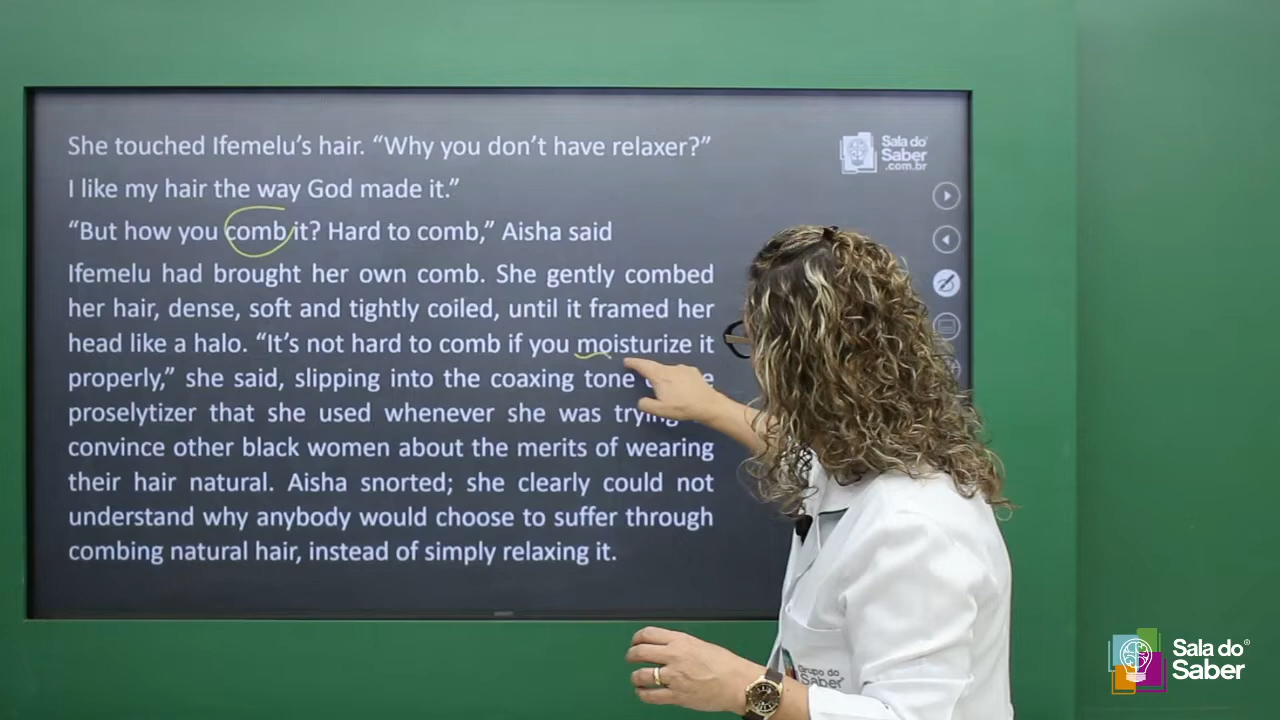 She touched Ifemelu’s hair. “Why you don’t have relaxer?”
I like my hair the way God made it.”
“But how you comb it? Hard to comb,” Aisha said
Ifemelu had brought her own comb. She gently combed
her hair, dense, soft and tightly coiled, until it framed her
head like a halo. “It’s not hard to comb if you moisturize it
properly,” she said, slipping into the coaxing tone
proselytizer that she used whenever she was trying
convince other black women about the merits of wearing
their hair natural. Aisha snorted; she clearly could not
understand why anybody would choose to suffer through
combing natural hair, instead of simply relaxing it.
Sala do
Saber
.com.br
Grupo do
Saber
Sala do
Saber